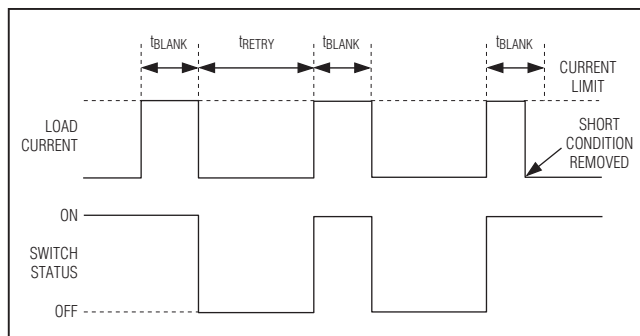 tBLANK
tRETRY
tBLANK
tBLANK
CURRENT
LIMIT
LOAD
CURRENT
SHORT
CONDITION
REMOVED
ON
SWITCH
STATUS
OFF